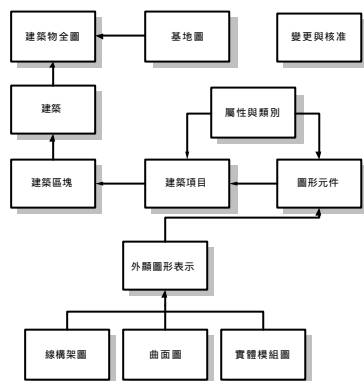 建築物全圖
基地圖
變更與核准
建築
屬性與類別
建築區塊
建築項目
圖形元件
外顯圖形表示
線構架圖
曲面圖
實體模組圖